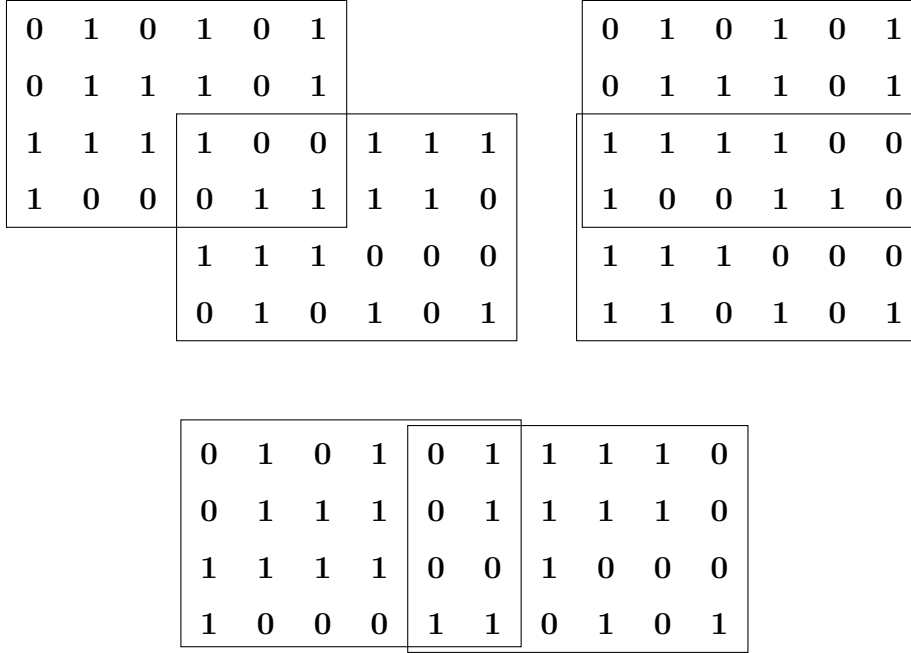 0 1 0 1 0 1
0 1 1 1 0 1
1 1 1 1 0 0 1 1 1
1 0 0 0 1 1 1 1 0
1 1 1 0 0 0
0 1 0 1 0 1
0 1 0 1 0 1
0 1 1 1 0 1
1 1 1 1 0 0
1 0 0 1 1 0
1 1 1 0 0 0
1 1 0 1 0 1
0 1 0 1 0 1 1 1 1 0
0 1 1 1 0 1 1 1 1 0
1 1 1 1 0 0 1 0 0 0
1 0 0 0 1 1 0 1 0 1